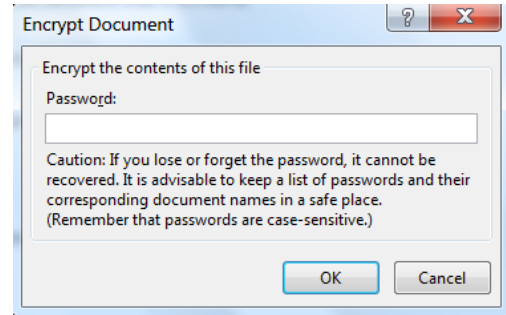 Encrypt Document
?
X
Encrypt the contents of this file
Password:
Caution: If you lose or forget the password, it cannot be
recovered. It is advisable to keep a list of passwords and their
corresponding document names in a safe place.
(Remember that passwords are case-sensitive.)
OK
Cancel